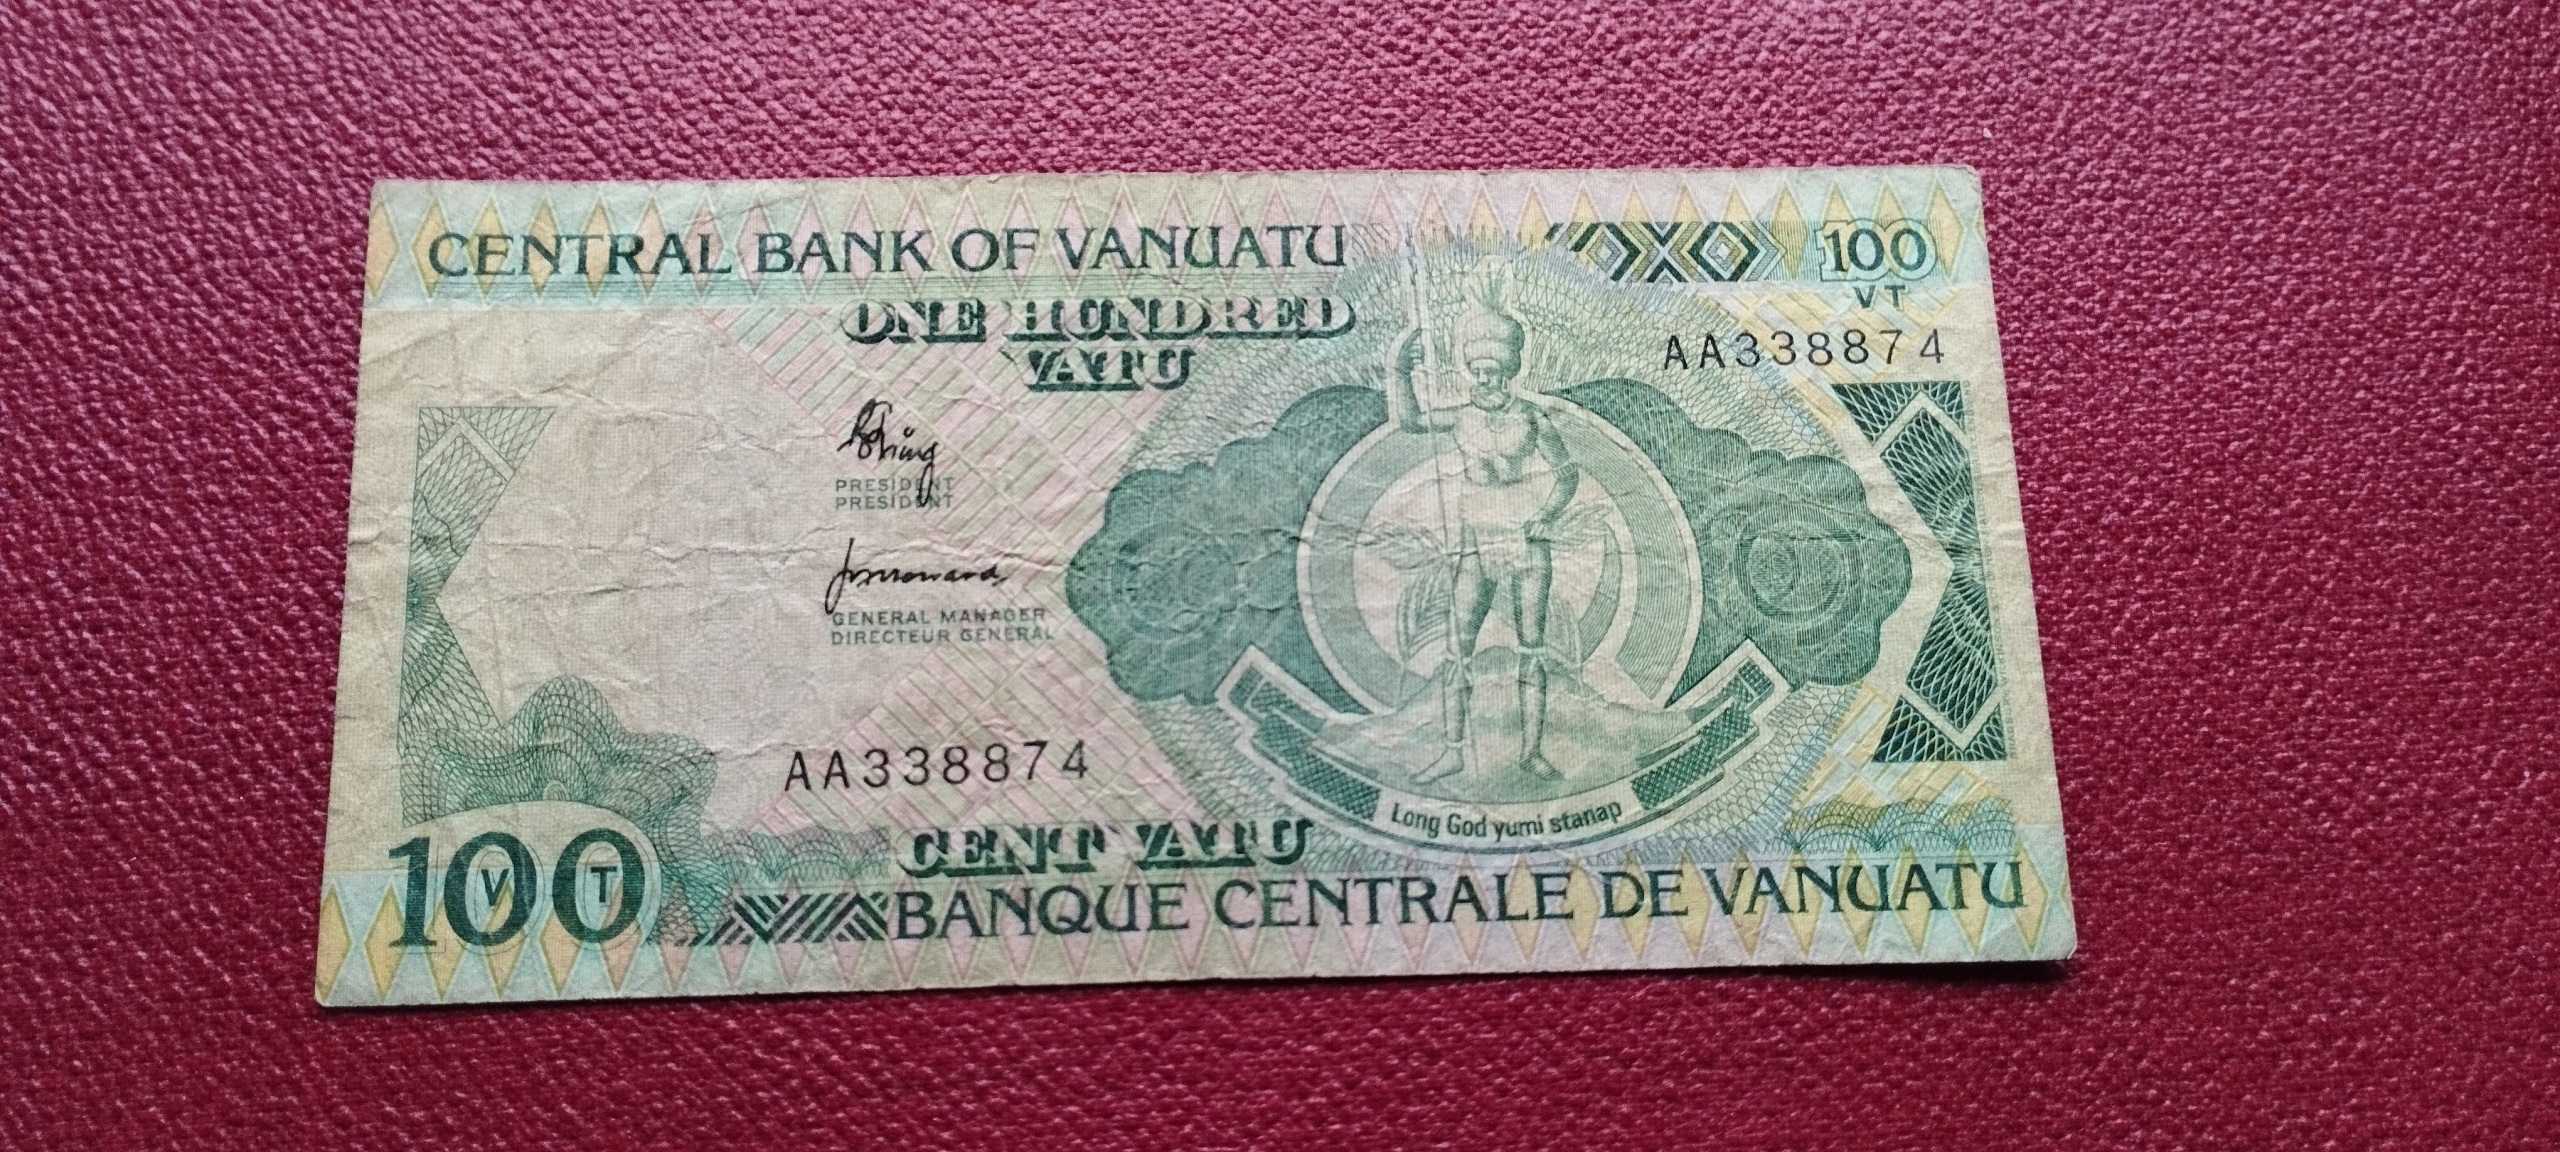 CENTRAL BANK OF VANUATU
100
VT
ONE HUNDRED
VATU
AA338874
PRESIDENT
PRESIDENT
GENERAL MANAGER
DIRECTEUR GENERAL
AA338874
Long God yumi stanap
CENT VATU
100
V T
BANQUE CENTRALE DE VANUATU